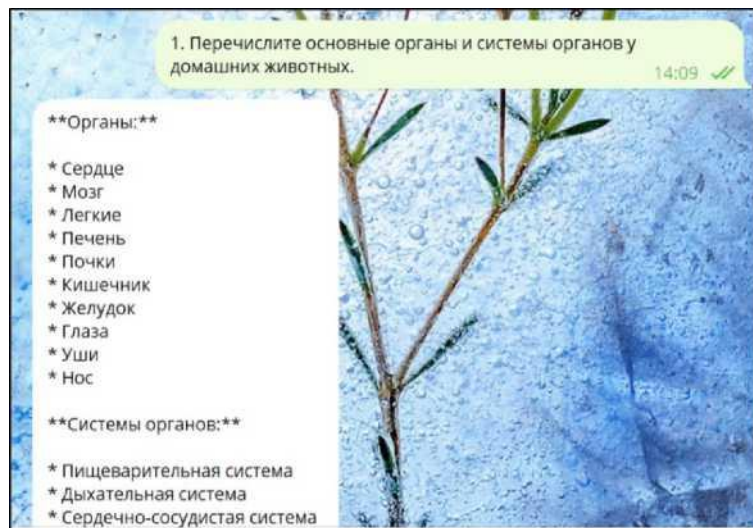 1. Перечислите основные органы и системы органов у
домашних животных.
14:09
**Органы:**
* Сердце
* Мозг
* Легкие
* Печень
* Почки
* Кишечник
* Желудок
* Глаза
* Уши
* Нос
**Системы органов:**
* Пищеварительная система
* Дыхательная система
* Сердечно-сосудистая система